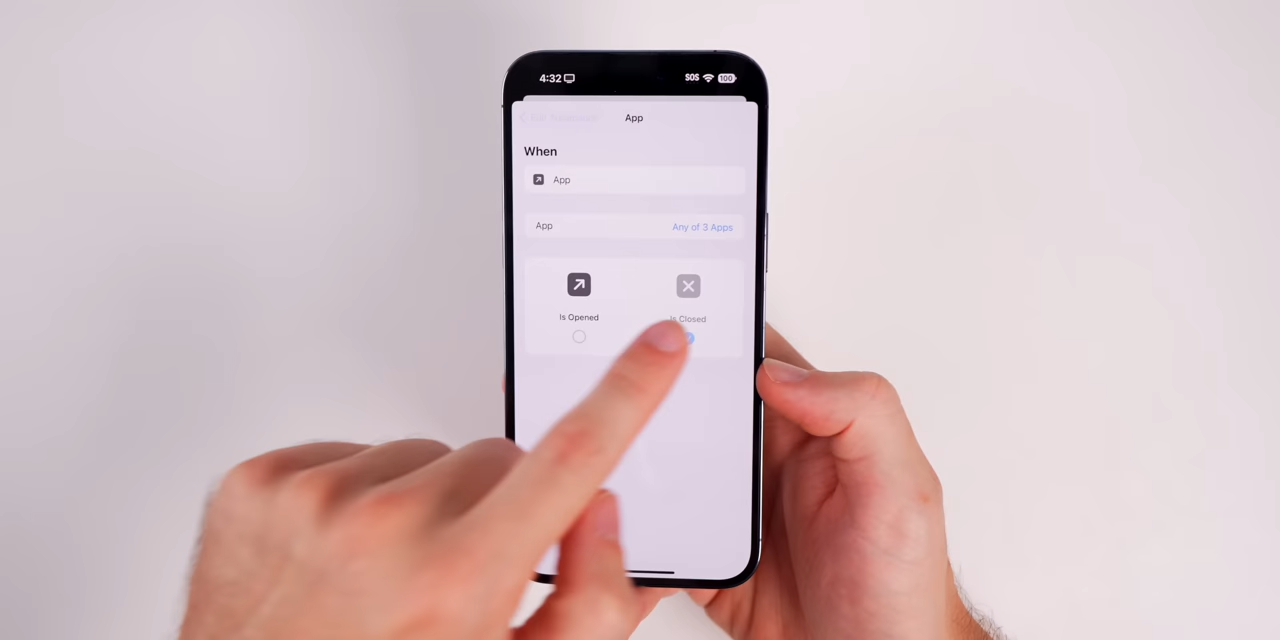 4:32 SOS 100
App
When
App
App Any of 3 Apps
Is Opened Is Closed